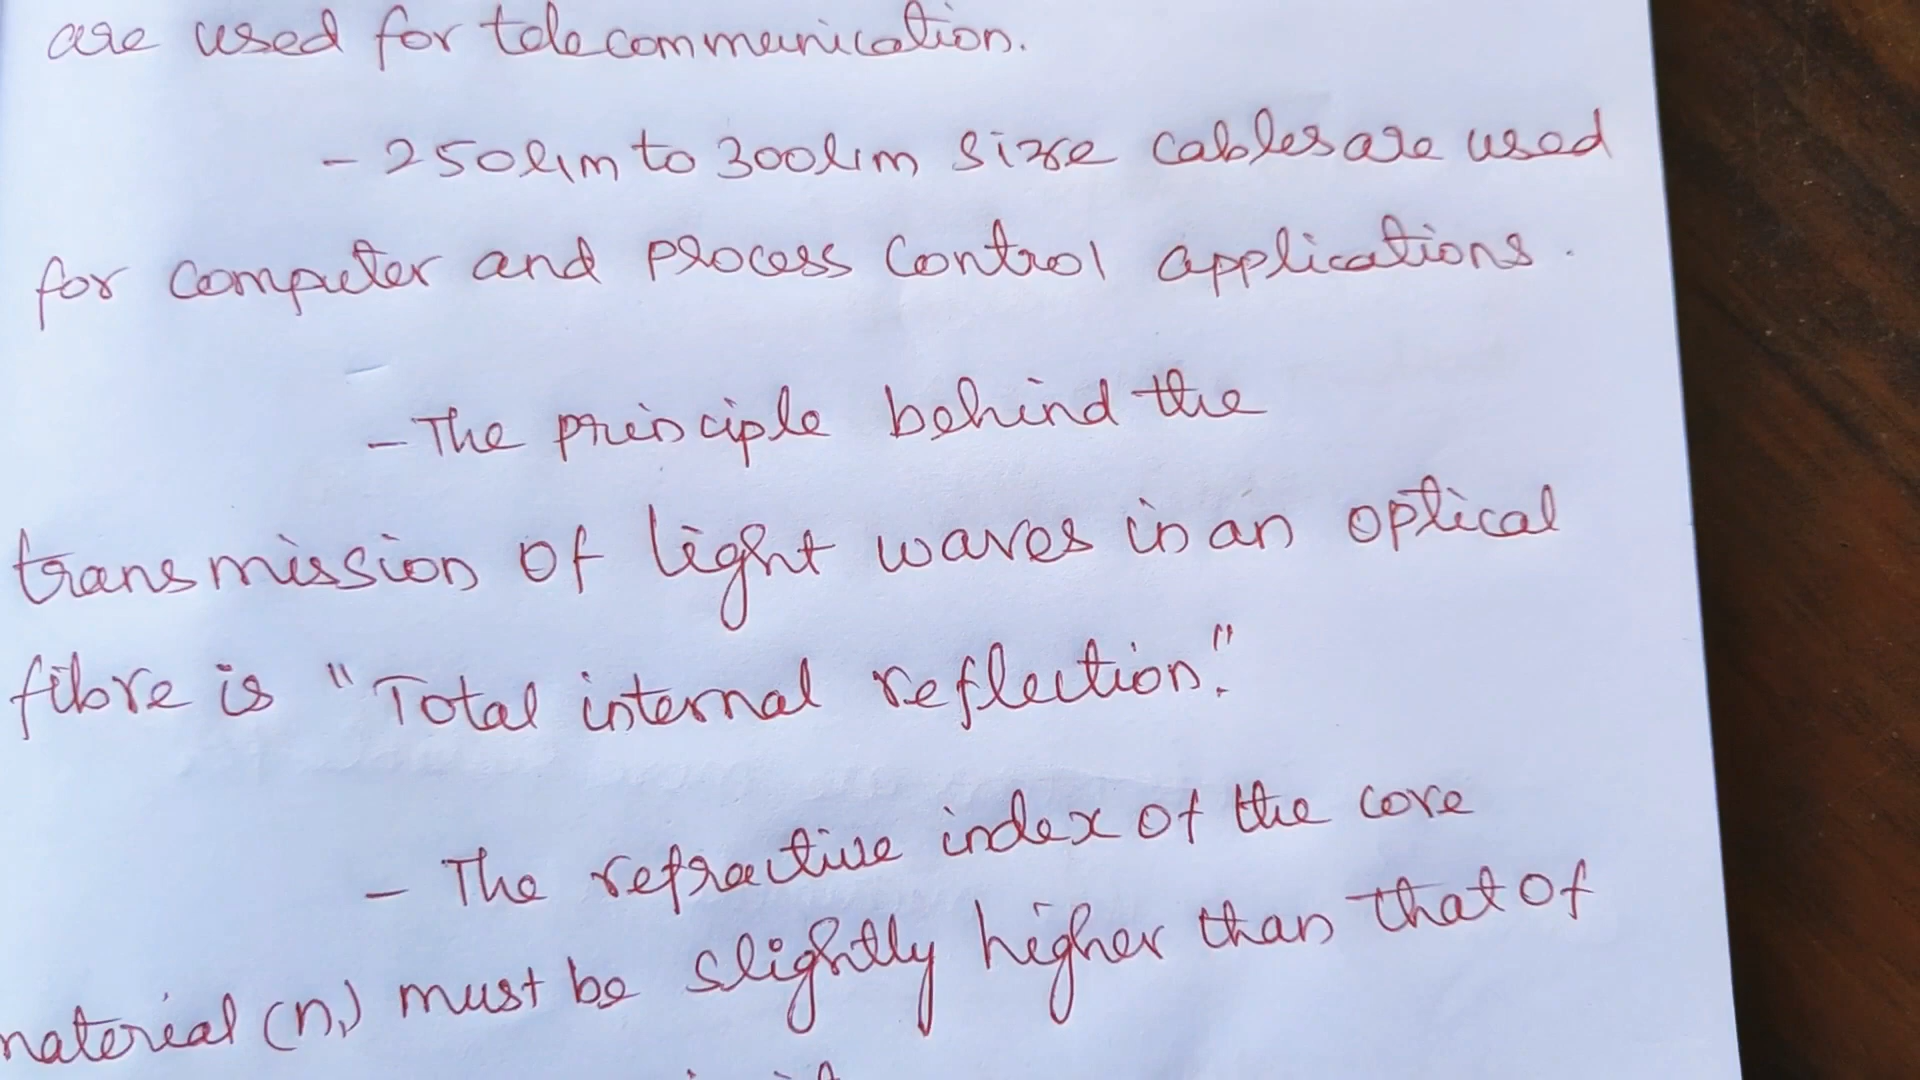 are used for telecommunication.
- 250μm to 300μm size cables are used
for computer and process control applications.
- The principle behind the
transmission of light waves in an optical
fibre is "Total internal reflection."
- The refractive index of the core
material (n₁) must be slightly higher than that of